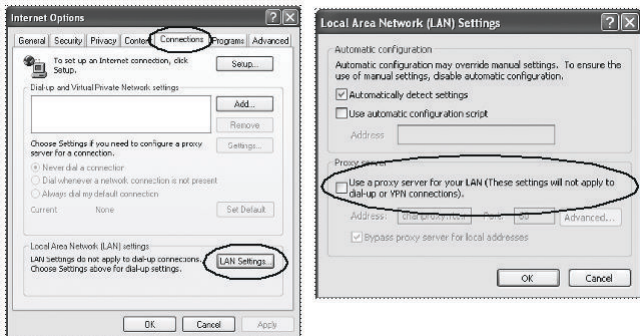 Internet Options
General Security Privacy Content Connections Programs Advanced
To set up an Internet connection, click
Setup.
Setup...
Dial-up and Virtual Private Network settings
Add...
Remove
Choose Settings if you need to configure a proxy
server for a connection.
Settings...
Never dial a connection
Dial whenever a network connection is not present
Always dial my default connection
Current None
Set Default
Local Area Network (LAN) settings
LAN Settings do not apply to dial-up connections.
Choose Settings above for dial-up settings.
LAN Settings...
OK Cancel Apply
Local Area Network (LAN) Settings
Automatic configuration
Automatic configuration may override manual settings. To ensure the
use of manual settings, disable automatic configuration.
Automatically detect settings
Use automatic configuration script
Address
Proxy server
Use a proxy server for your LAN (These settings will not apply to
dial-up or VPN connections).
Address: Port: 80 Advanced...
Bypass proxy server for local addresses
OK Cancel